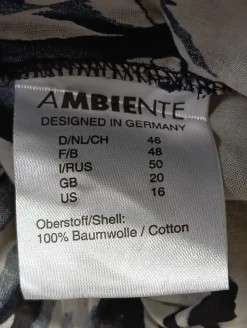 AMBIENTE
DESIGNED IN GERMANY
D/NL/CH 46
F/B 48
I/RUS 50
GB 20
US 16
Oberstoff/Shell:
100% Baumwolle / Cotton